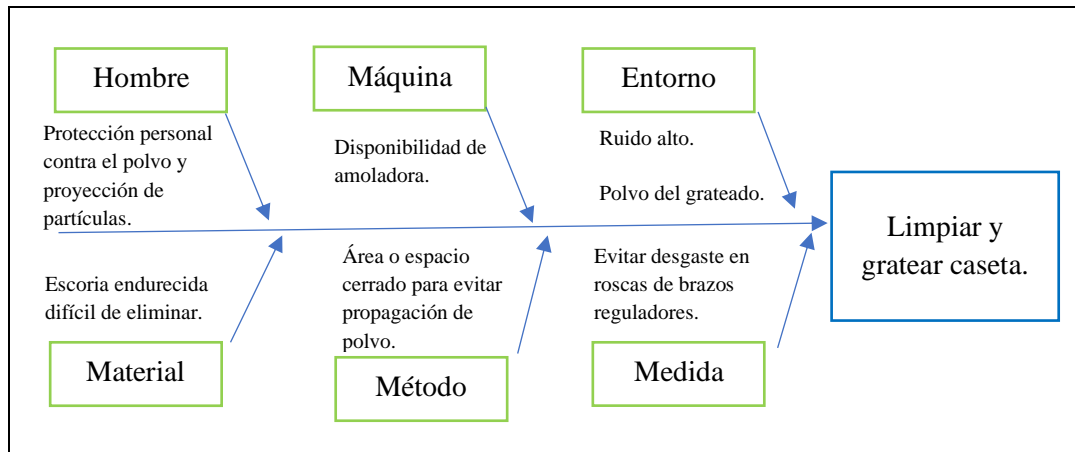 Hombre
Máquina
Entorno
Protección personal
contra el polvo y
proyección de
partículas.
Disponibilidad de
amoladora.
Ruido alto.
Polvo del grateado.
Limpiar y
gratear caseta.
Escoria endurecida
difícil de eliminar.
Área o espacio
cerrado para evitar
propagación de
polvo.
Evitar desgaste en
roscas de brazos
reguladores.
Material
Método
Medida